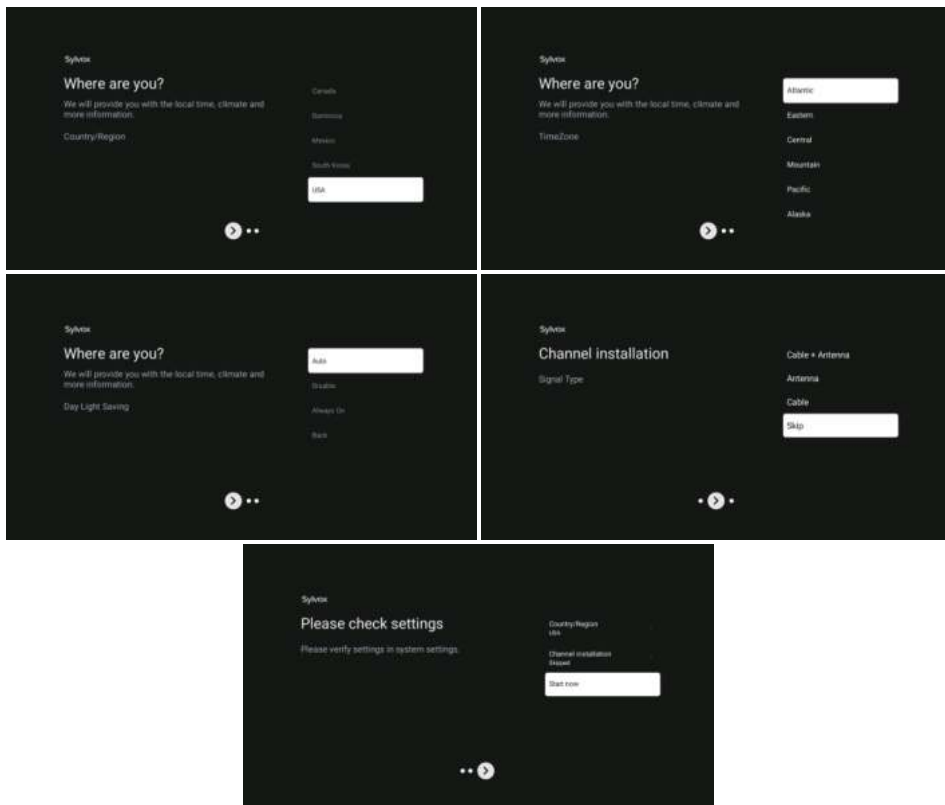 Sylvox
Where are you?
We will provide you with the local time, climate and
more information.
Country/Region
Canada
Dominica
Mexico
South Korea
USA
Sylvox
Where are you?
We will provide you with the local time, climate and
more information.
TimeZone
Atlantic
Eastern
Central
Mountain
Pacific
Alaska
Sylvox
Where are you?
We will provide you with the local time, climate and
more information.
Day Light Saving
Auto
Disable
Always On
Back
Sylvox
Channel installation
Signal Type
Cable + Antenna
Antenna
Cable
Skip
Sylvox
Please check settings
Please verify settings in system settings.
Country/Region
USA
Channel installation
Skipped
Start now